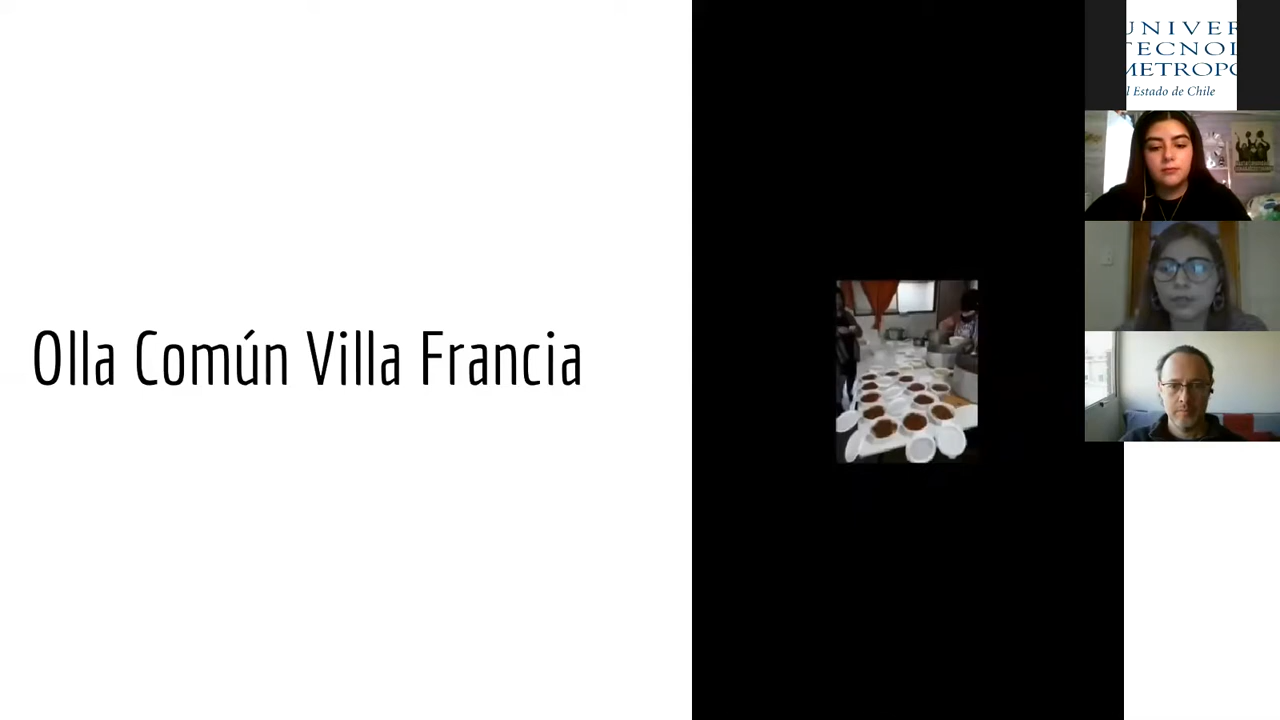 Olla Común Villa Francia
UNIVER
TECNOL
METROPO
l Estado de Chile